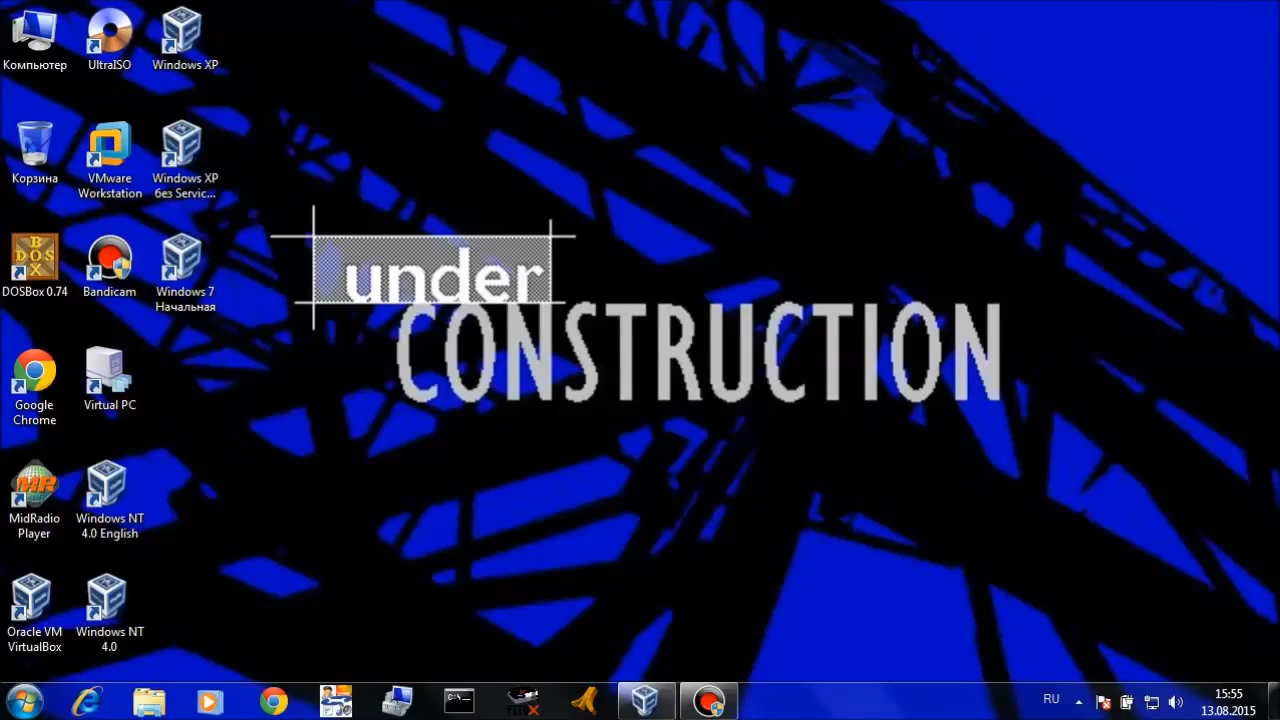 Компьютер
UltraISO
Windows XP
Корзина
VMware
Workstation
Windows XP
без Servic...
DOSBox 0.74
Bandicam
Windows 7
Начальная
Google
Chrome
Virtual PC
MidRadio
Player
Windows NT
4.0 English
Oracle VM
VirtualBox
Windows NT
4.0
under
CONSTRUCTION
RU
15:55
13.08.2015